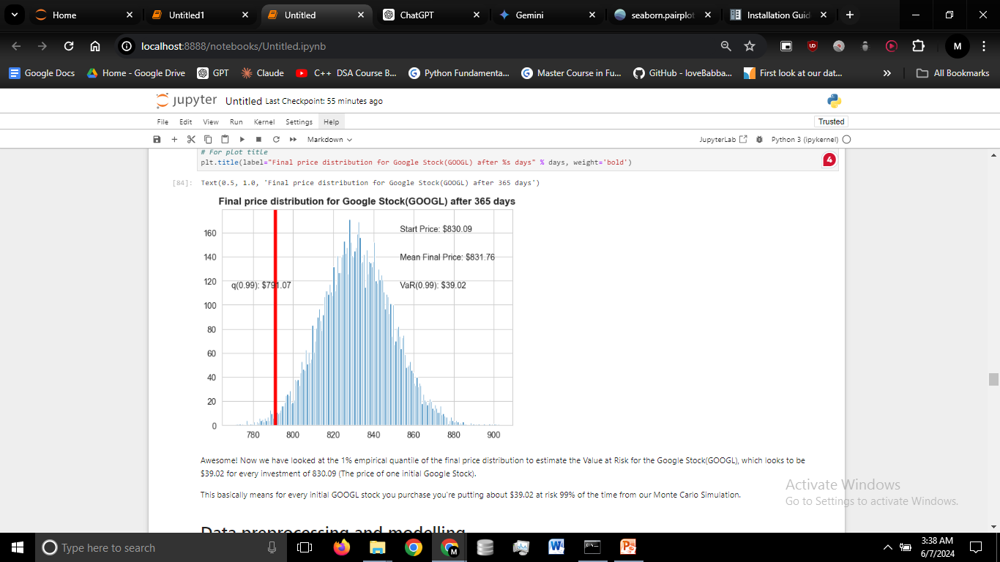 Home
Untitled1
Untitled
ChatGPT
Gemini
seaborn.pairplot
Installation Guid
localhost:8888/notebooks/Untitled.ipynb
M
Google Docs
Home - Google Drive
GPT
Claude
C++ DSA Course B...
Python Fundamenta...
Master Course in Fu...
GitHub - loveBabba...
First look at our dat...
»
All Bookmarks
jupyter Untitled Last Checkpoint: 55 minutes ago
File Edit View Run Kernel Settings Help
Trusted
Markdown
JupyterLab
Python 3 (ipykernel)
# For plot title
plt.title(label="Final price distribution for Google Stock(GOOGL) after %s days" % days, weight='bold')
4
[84]: Text(0.5, 1.0, 'Final price distribution for Google Stock(GOOGL) after 365 days')
Final price distribution for Google Stock(GOOGL) after 365 days
160
140
120
100
80
60
40
20
0
Start Price: $830.09
Mean Final Price: $831.76
q(0.99): $791.07
VaR(0.99): $39.02
780 800 820 840 860 880 900
Awesome! Now we have looked at the 1% empirical quantile of the final price distribution to estimate the Value at Risk for the Google Stock(GOOGL), which looks to be
$39.02 for every investment of 830.09 (The price of one initial Google Stock).
This basically means for every initial GOOGL stock you purchase you're putting about $39.02 at risk 99% of the time from our Monte Carlo Simulation.
Data preprocessing and modelling
Activate Windows
Go to Settings to activate Windows.
Type here to search
3:38 AM
6/7/2024